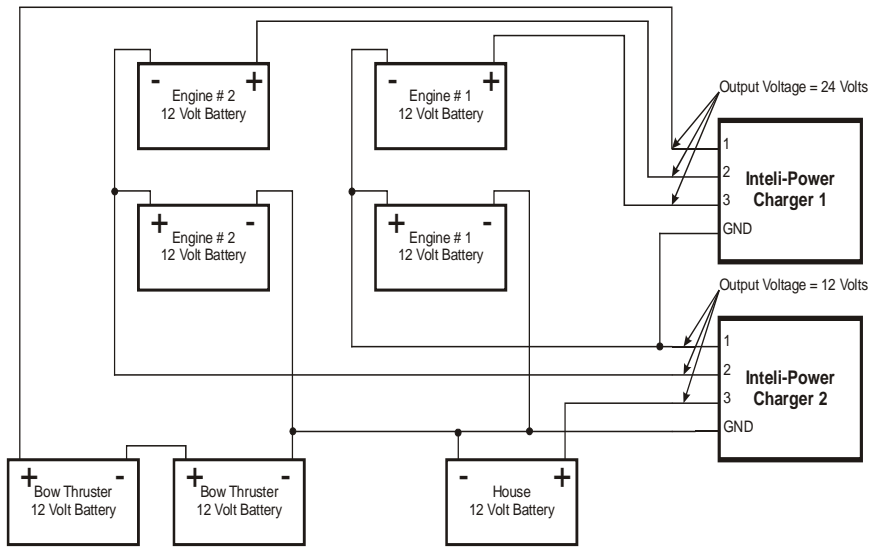 - +
Engine # 2
12 Volt Battery
- +
Engine # 1
12 Volt Battery
Output Voltage = 24 Volts
1
2
3
GND
Inteli-Power
Charger 1
+ -
Engine # 2
12 Volt Battery
+ -
Engine # 1
12 Volt Battery
Output Voltage = 12 Volts
1
2
3
GND
Inteli-Power
Charger 2
+ -
Bow Thruster
12 Volt Battery
+ -
Bow Thruster
12 Volt Battery
- +
House
12 Volt Battery